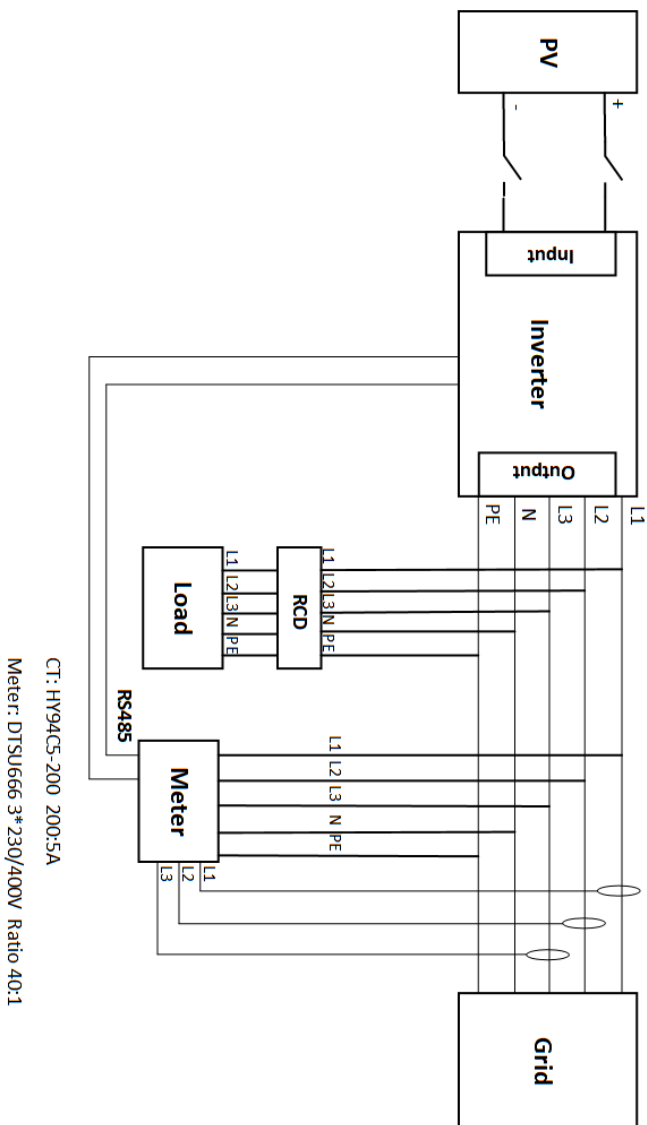 PV
+
-
Input
Inverter
Output
L1
L2
L3
N
PE
L1 L2 L3 N PE
RCD
L1 L2 L3 N PE
Load
RS485
L1 L2 L3 N PE
Meter
L1
L2
L3
Grid
CT: HY94C5-200 200:5A
Meter: DTSU666 3*230/400V Ratio 40:1